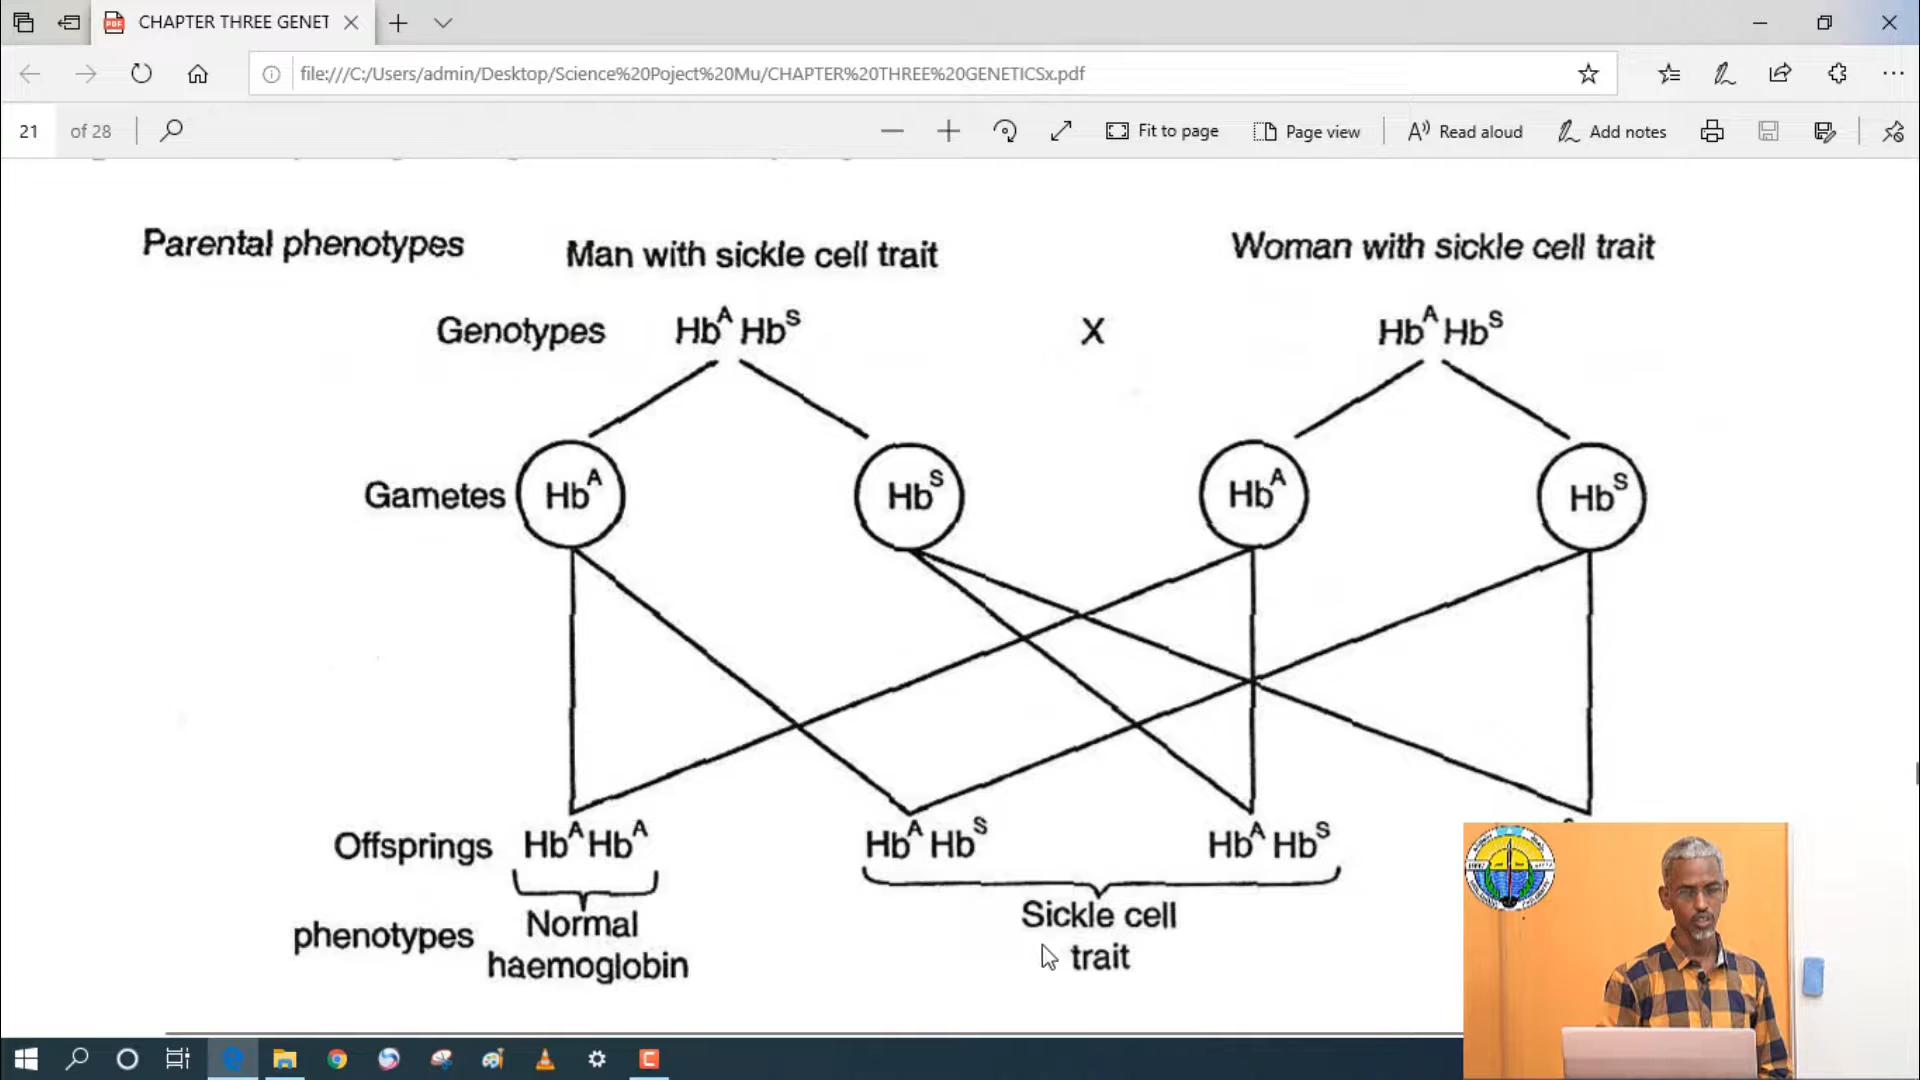 CHAPTER THREE GENET
file:///C:/Users/admin/Desktop/Science%20Poject%20Mu/CHAPTER%20THREE%20GENETICSx.pdf
21 of 28 Fit to page Page view Read aloud Add notes
Parental phenotypes Man with sickle cell trait Woman with sickle cell trait
Genotypes Hb^A Hb^S X Hb^A Hb^S
Gametes Hb^A Hb^S Hb^A Hb^S
Offsprings Hb^A Hb^A Hb^A Hb^S Hb^A Hb^S
phenotypes Normal haemoglobin Sickle cell trait